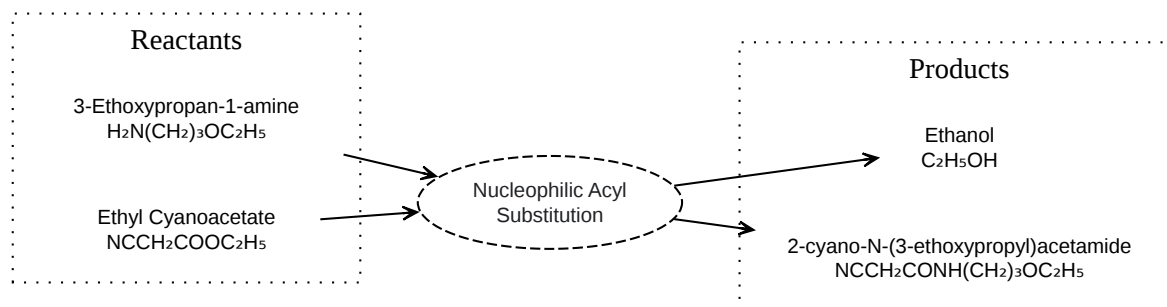 Reactants
3-Ethoxypropan-1-amine
H₂N(CH₂)₃OC₂H₅
Ethyl Cyanoacetate
NCCH₂COOC₂H₅
Nucleophilic Acyl
Substitution
Products
Ethanol
C₂H₅OH
2-cyano-N-(3-ethoxypropyl)acetamide
NCCH₂CONH(CH₂)₃OC₂H₅